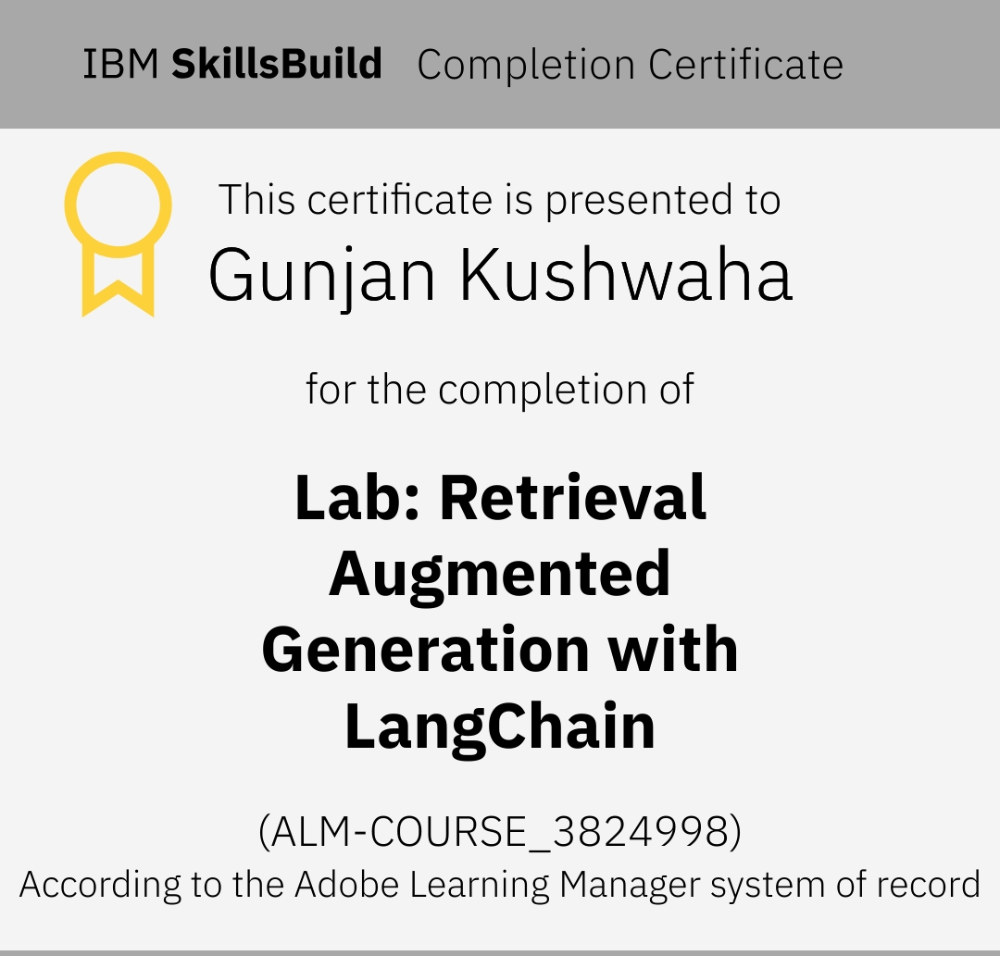 IBM SkillsBuild Completion Certificate
This certificate is presented to
Gunjan Kushwaha
for the completion of
Lab: Retrieval
Augmented
Generation with
LangChain
(ALM-COURSE_3824998)
According to the Adobe Learning Manager system of record